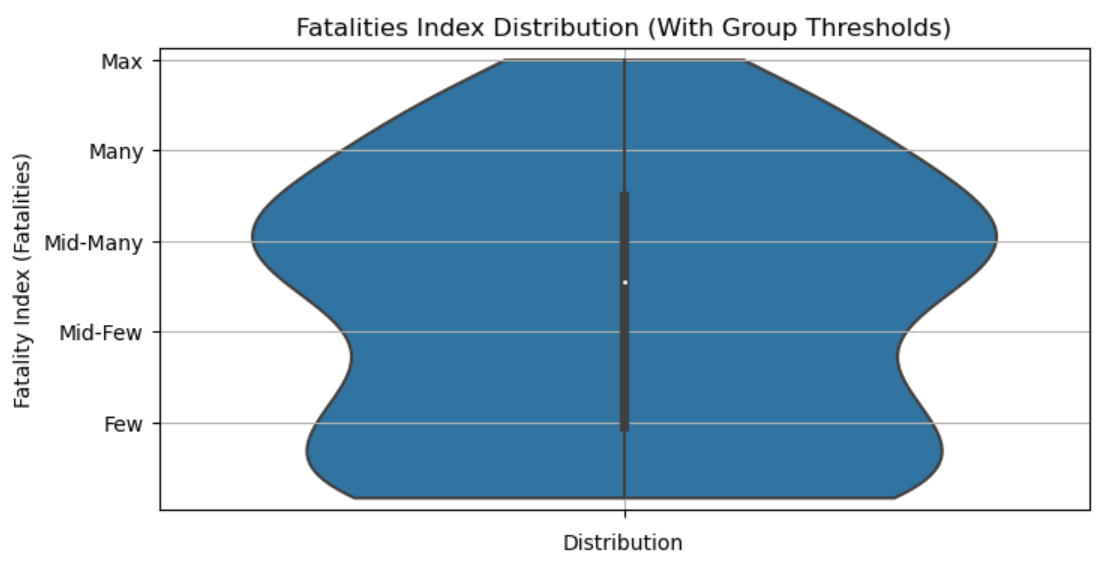 Fatalities Index Distribution (With Group Thresholds)
Max
Many
Mid-Many
Mid-Few
Few
Fatality Index (Fatalities)
Distribution